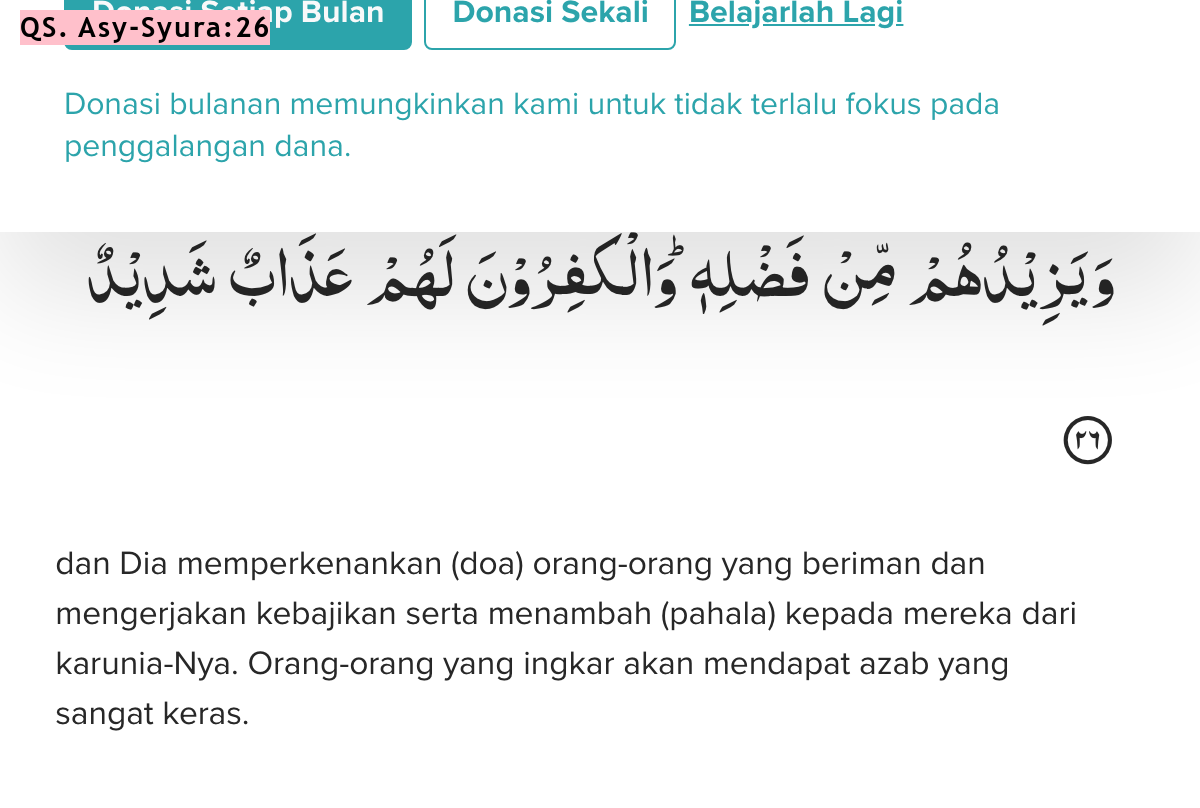 Donasi Setiap Bulan Donasi Sekali Belajarlah Lagi
QS. Asy-Syura:26
Donasi bulanan memungkinkan kami untuk tidak terlalu fokus pada
penggalangan dana.
وَيَزِيْدُهُمْ مِّنْ فَضْلِهٖ ۗوَالْكٰفِرُوْنَ لَهُمْ عَذَابٌ شَدِيْدٌ
٢٦
dan Dia memperkenankan (doa) orang-orang yang beriman dan
mengerjakan kebajikan serta menambah (pahala) kepada mereka dari
karunia-Nya. Orang-orang yang ingkar akan mendapat azab yang
sangat keras.